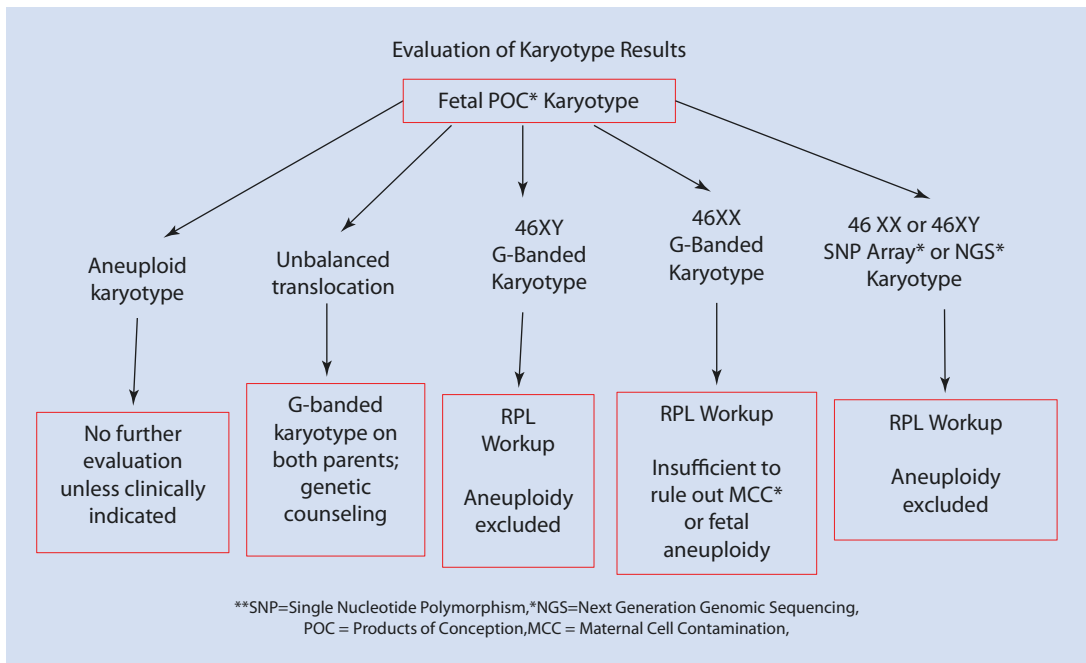 Evaluation of Karyotype Results
Fetal POC* Karyotype
Aneuploid
karyotype
Unbalanced
translocation
46XY
G-Banded
Karyotype
46XX
G-Banded
Karyotype
46 XX or 46XY
SNP Array* or NGS*
Karyotype
No further
evaluation
unless clinically
indicated
G-banded
karyotype on
both parents;
genetic
counseling
RPL
Workup
Aneuploidy
excluded
RPL Workup
Insufficient to
rule out MCC*
or fetal
aneuploidy
RPL Workup
Aneuploidy
excluded
**SNP=Single Nucleotide Polymorphism,*NGS=Next Generation Genomic Sequencing,
POC = Products of Conception,MCC = Maternal Cell Contamination,